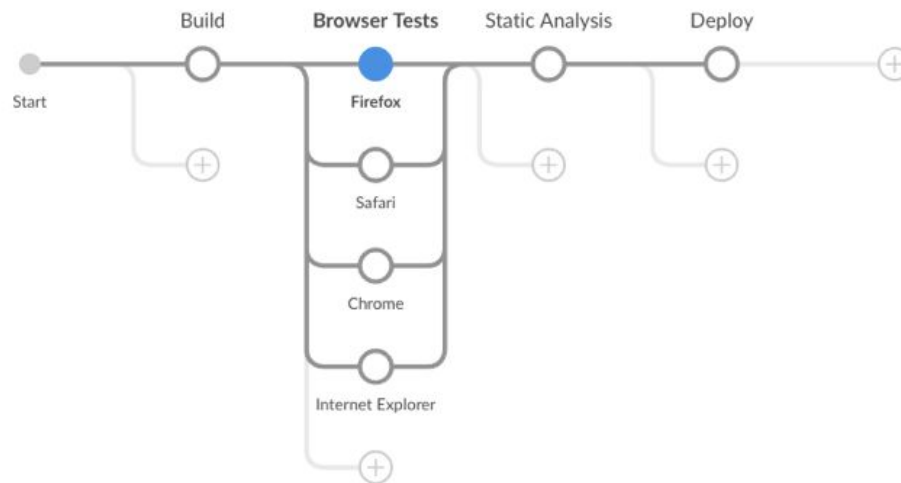 Build
Browser Tests
Static Analysis
Deploy
Start
Firefox
Safari
Chrome
Internet Explorer